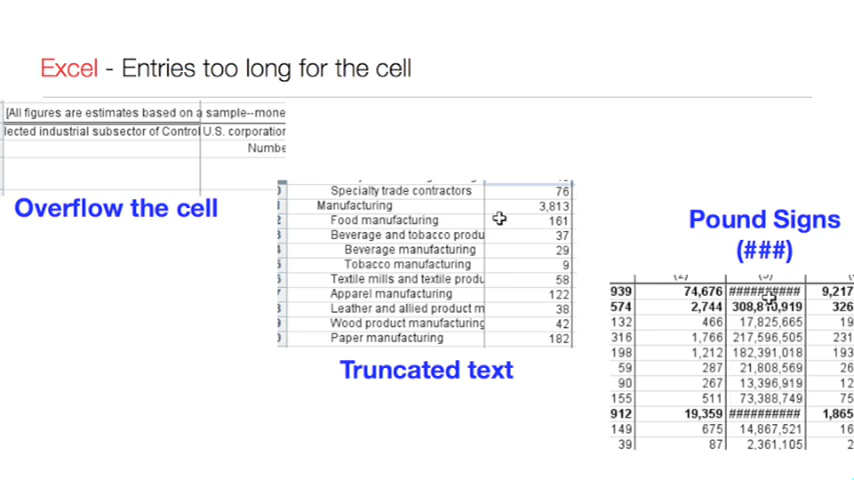 Excel - Entries too long for the cell
[All figures are estimates based on a sample--mone
lected industrial subsector of Control U.S. corporation
Numbe
Overflow the cell
Specialty trade contractors 76
Manufacturing 3,813
Food manufacturing 161
Beverage and tobacco produ 37
Beverage manufacturing 29
Tobacco manufacturing 9
Textile mills and textile produ 58
Apparel manufacturing 122
Leather and allied product m 38
Wood product manufacturing 42
Paper manufacturing 182
Truncated text
Pound Signs
(###)
939 74,676 ########## 9,217
574 2,744 308,810,919 326
132 466 17,825,665 19
316 1,766 217,596,505 231
198 1,212 182,391,018 193
59 287 21,808,569 26
90 267 13,396,919 12
155 511 73,388,749 75
912 19,359 ########## 1,865
149 675 14,867,521 16
39 87 2,361,105 2